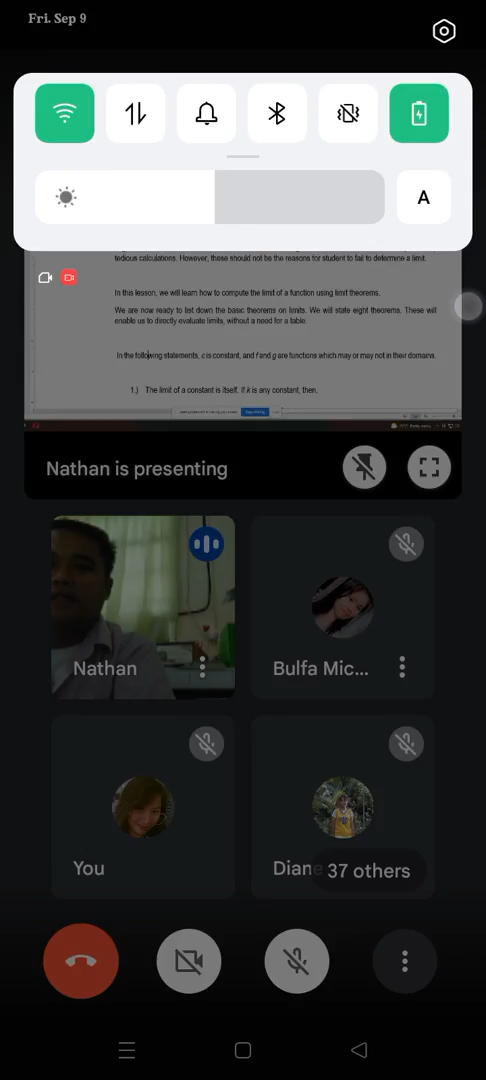 Fri. Sep 9
A
tedious calculations. However, these should not be the reasons for student to fail to determine a limit.
In this lesson, we will learn how to compute the limit of a function using limit theorems.
We are now ready to list down the basic theorems on limits. We will state eight theorems. These will
enable us to directly evaluate limits, without a need for a table.
In the following statements, c is constant, and f and g are functions which may or may not in their domains.
1.) The limit of a constant is itself. If k is any constant, then,
Nathan is presenting
Nathan
Bulfa Mic...
You
Diane
37 others